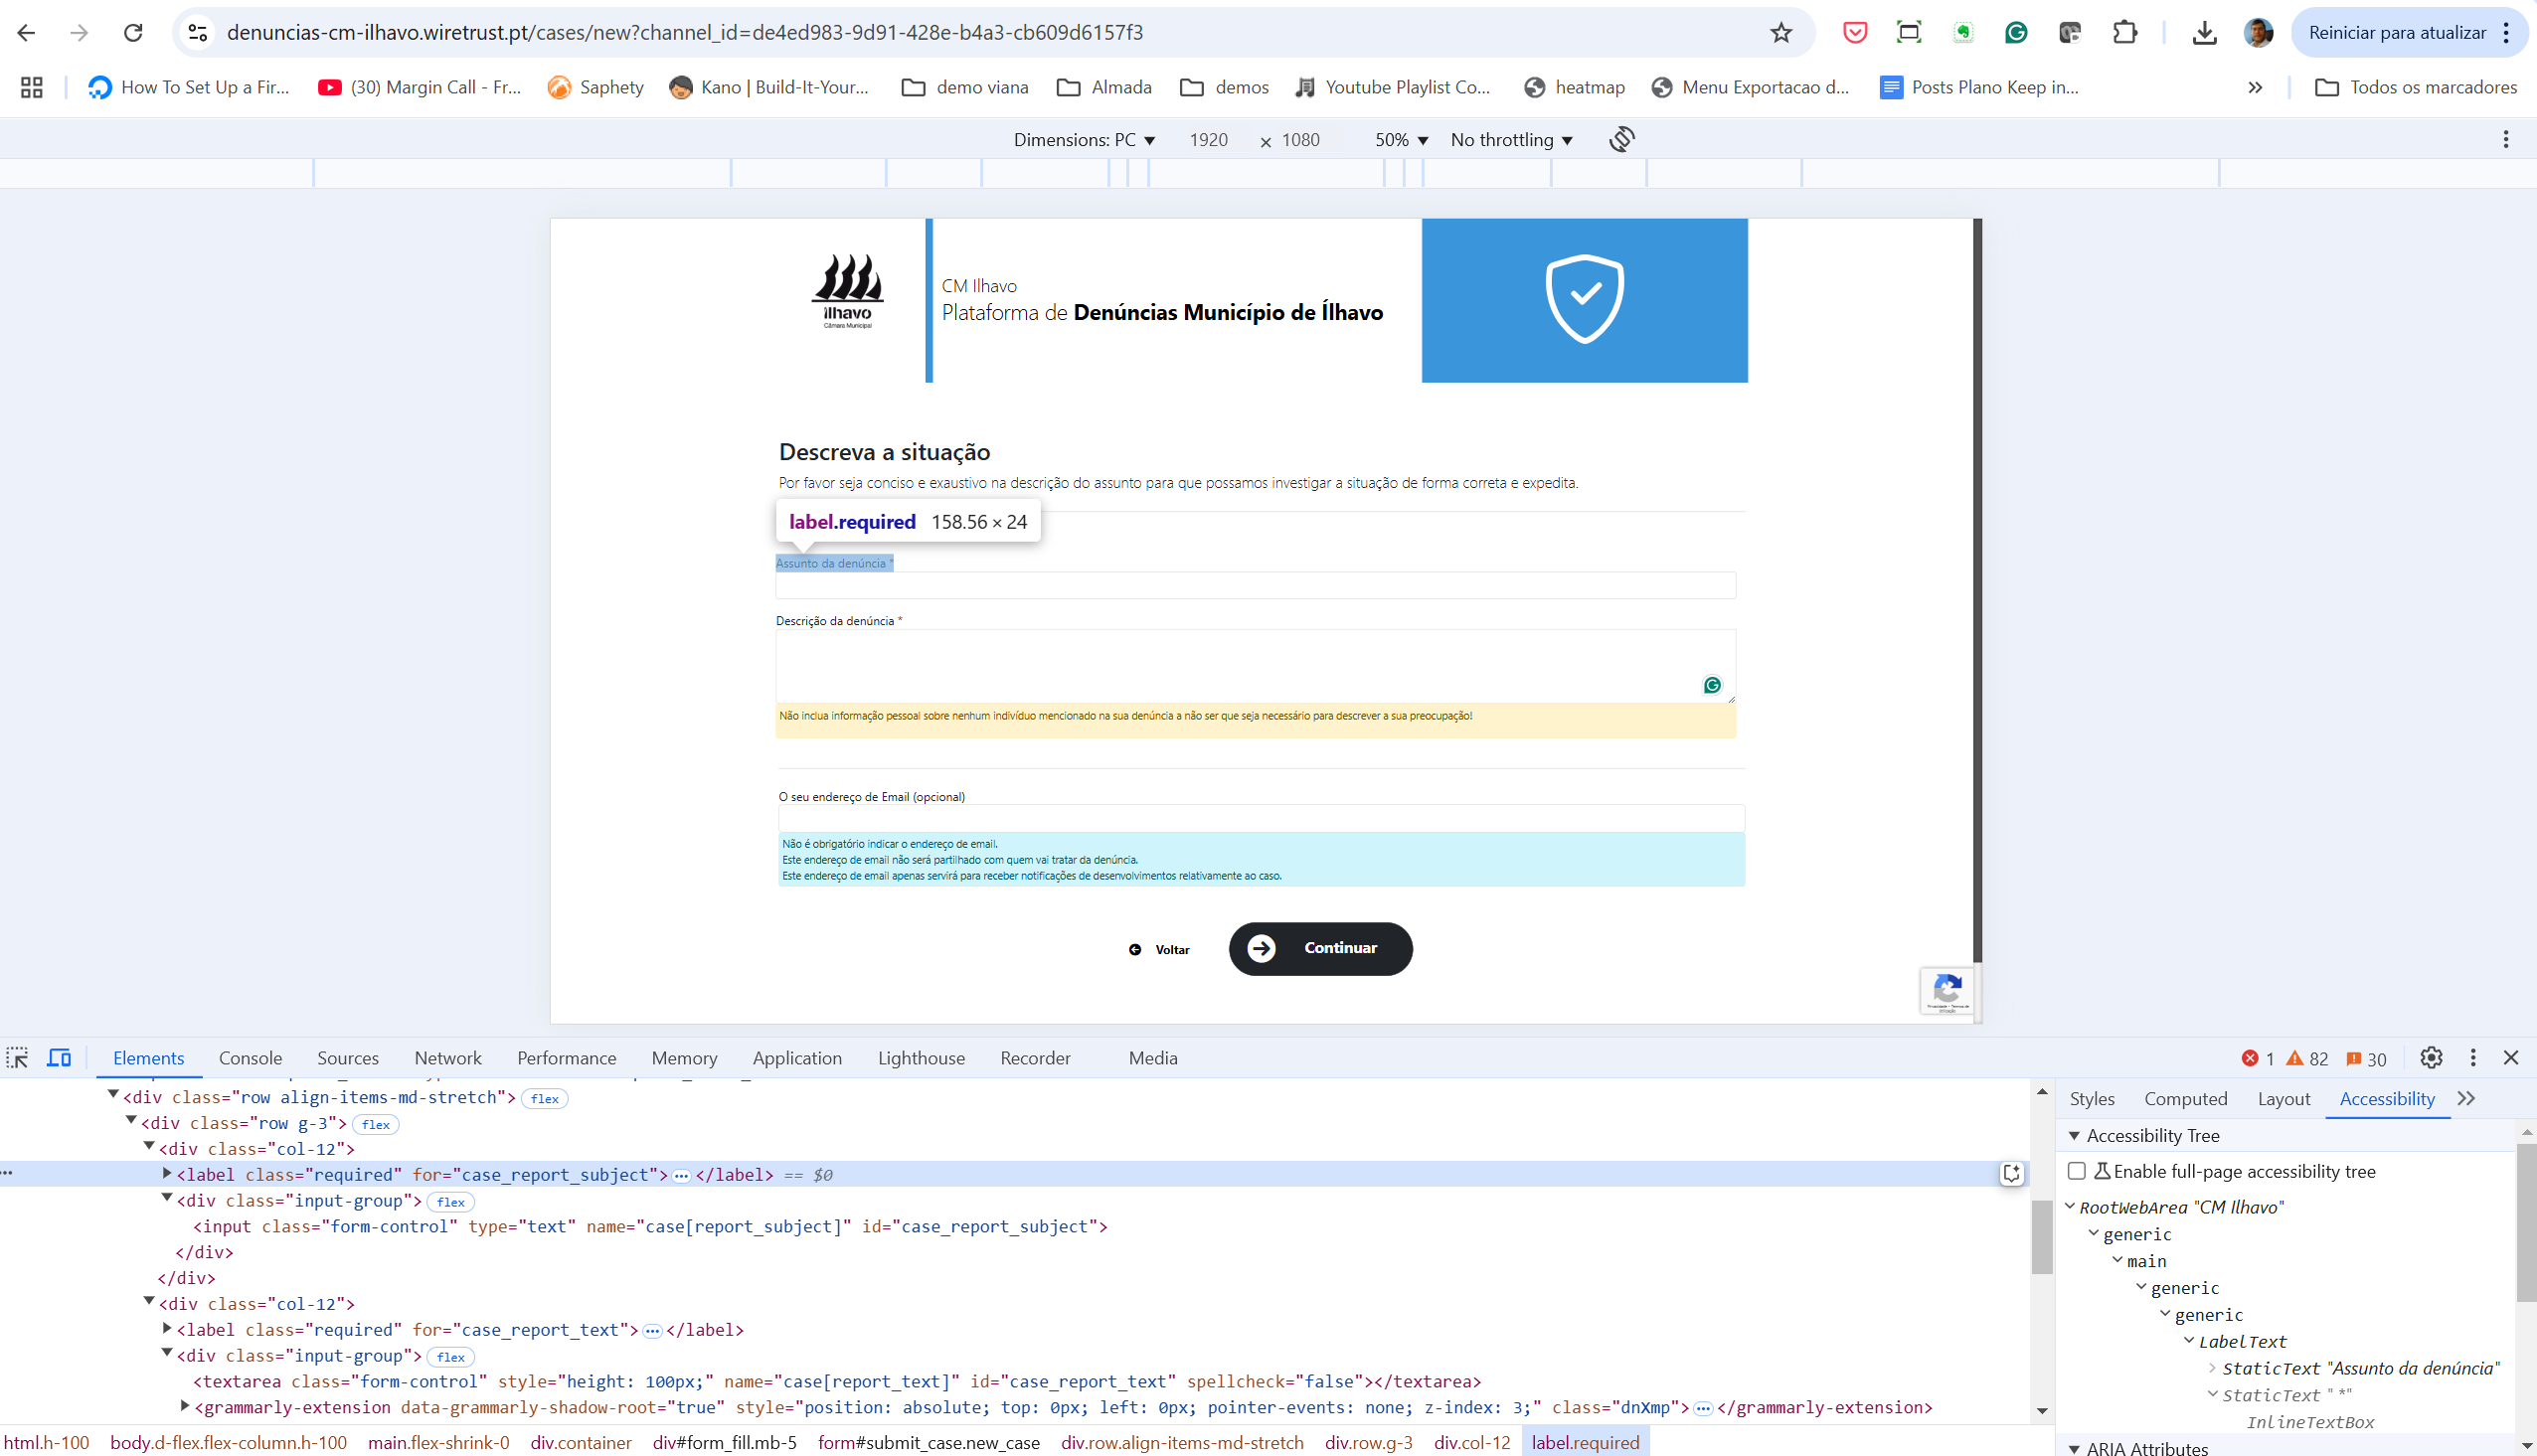 denuncias-cm-ilhavo.wiretrust.pt/cases/new?channel_id=de4ed983-9d91-428e-b4a3-cb609d6157f3
Reiniciar para atualizar
How To Set Up a Fir...
(30) Margin Call - Fr...
Saphety
Kano | Build-It-Your...
demo viana
Almada
demos
Youtube Playlist Co...
heatmap
Menu Exportacao d...
Posts Plano Keep in...
Todos os marcadores
Dimensions: PC
1920 × 1080
50%
No throttling
ílhavo
Câmara Municipal
CM Ilhavo
Plataforma de Denúncias Município de Ílhavo
Descreva a situação
Por favor seja conciso e exaustivo na descrição do assunto para que possamos investigar a situação de forma correta e expedita.
label.required 158.56 × 24
Assunto da denúncia *
Descrição da denúncia *
Não inclua informação pessoal sobre nenhum indivíduo mencionado na sua denúncia a não ser que seja necessário para descrever a sua preocupação!
O seu endereço de Email (opcional)
Não é obrigatório indicar o endereço de email.
Este endereço de email não será partilhado com quem vai tratar da denúncia.
Este endereço de email apenas servirá para receber notificações de desenvolvimentos relativamente ao caso.
Voltar
Continuar
Elements Console Sources Network Performance Memory Application Lighthouse Recorder Media
1 82 30
<div class="row align-items-md-stretch"> flex
<div class="row g-3"> flex
<div class="col-12">
<label class="required" for="case_report_subject">…</label> == $0
<div class="input-group"> flex
<input class="form-control" type="text" name="case[report_subject]" id="case_report_subject">
</div>
</div>
<div class="col-12">
<label class="required" for="case_report_text">…</label>
<div class="input-group"> flex
<textarea class="form-control" style="height: 100px;" name="case[report_text]" id="case_report_text" spellcheck="false"></textarea>
<grammarly-extension data-grammarly-shadow-root="true" style="position: absolute; top: 0px; left: 0px; pointer-events: none; z-index: 3;" class="dnXmp">…</grammarly-extension>
html.h-100 body.d-flex.flex-column.h-100 main.flex-shrink-0 div.container div#form_fill.mb-5 form#submit_case.new_case div.row.align-items-md-stretch div.row.g-3 div.col-12 label.required
Styles Computed Layout Accessibility
Accessibility Tree
Enable full-page accessibility tree
RootWebArea "CM Ilhavo"
generic
main
generic
generic
LabelText
StaticText "Assunto da denúncia"
StaticText " *"
InlineTextBox
ARIA Attributes